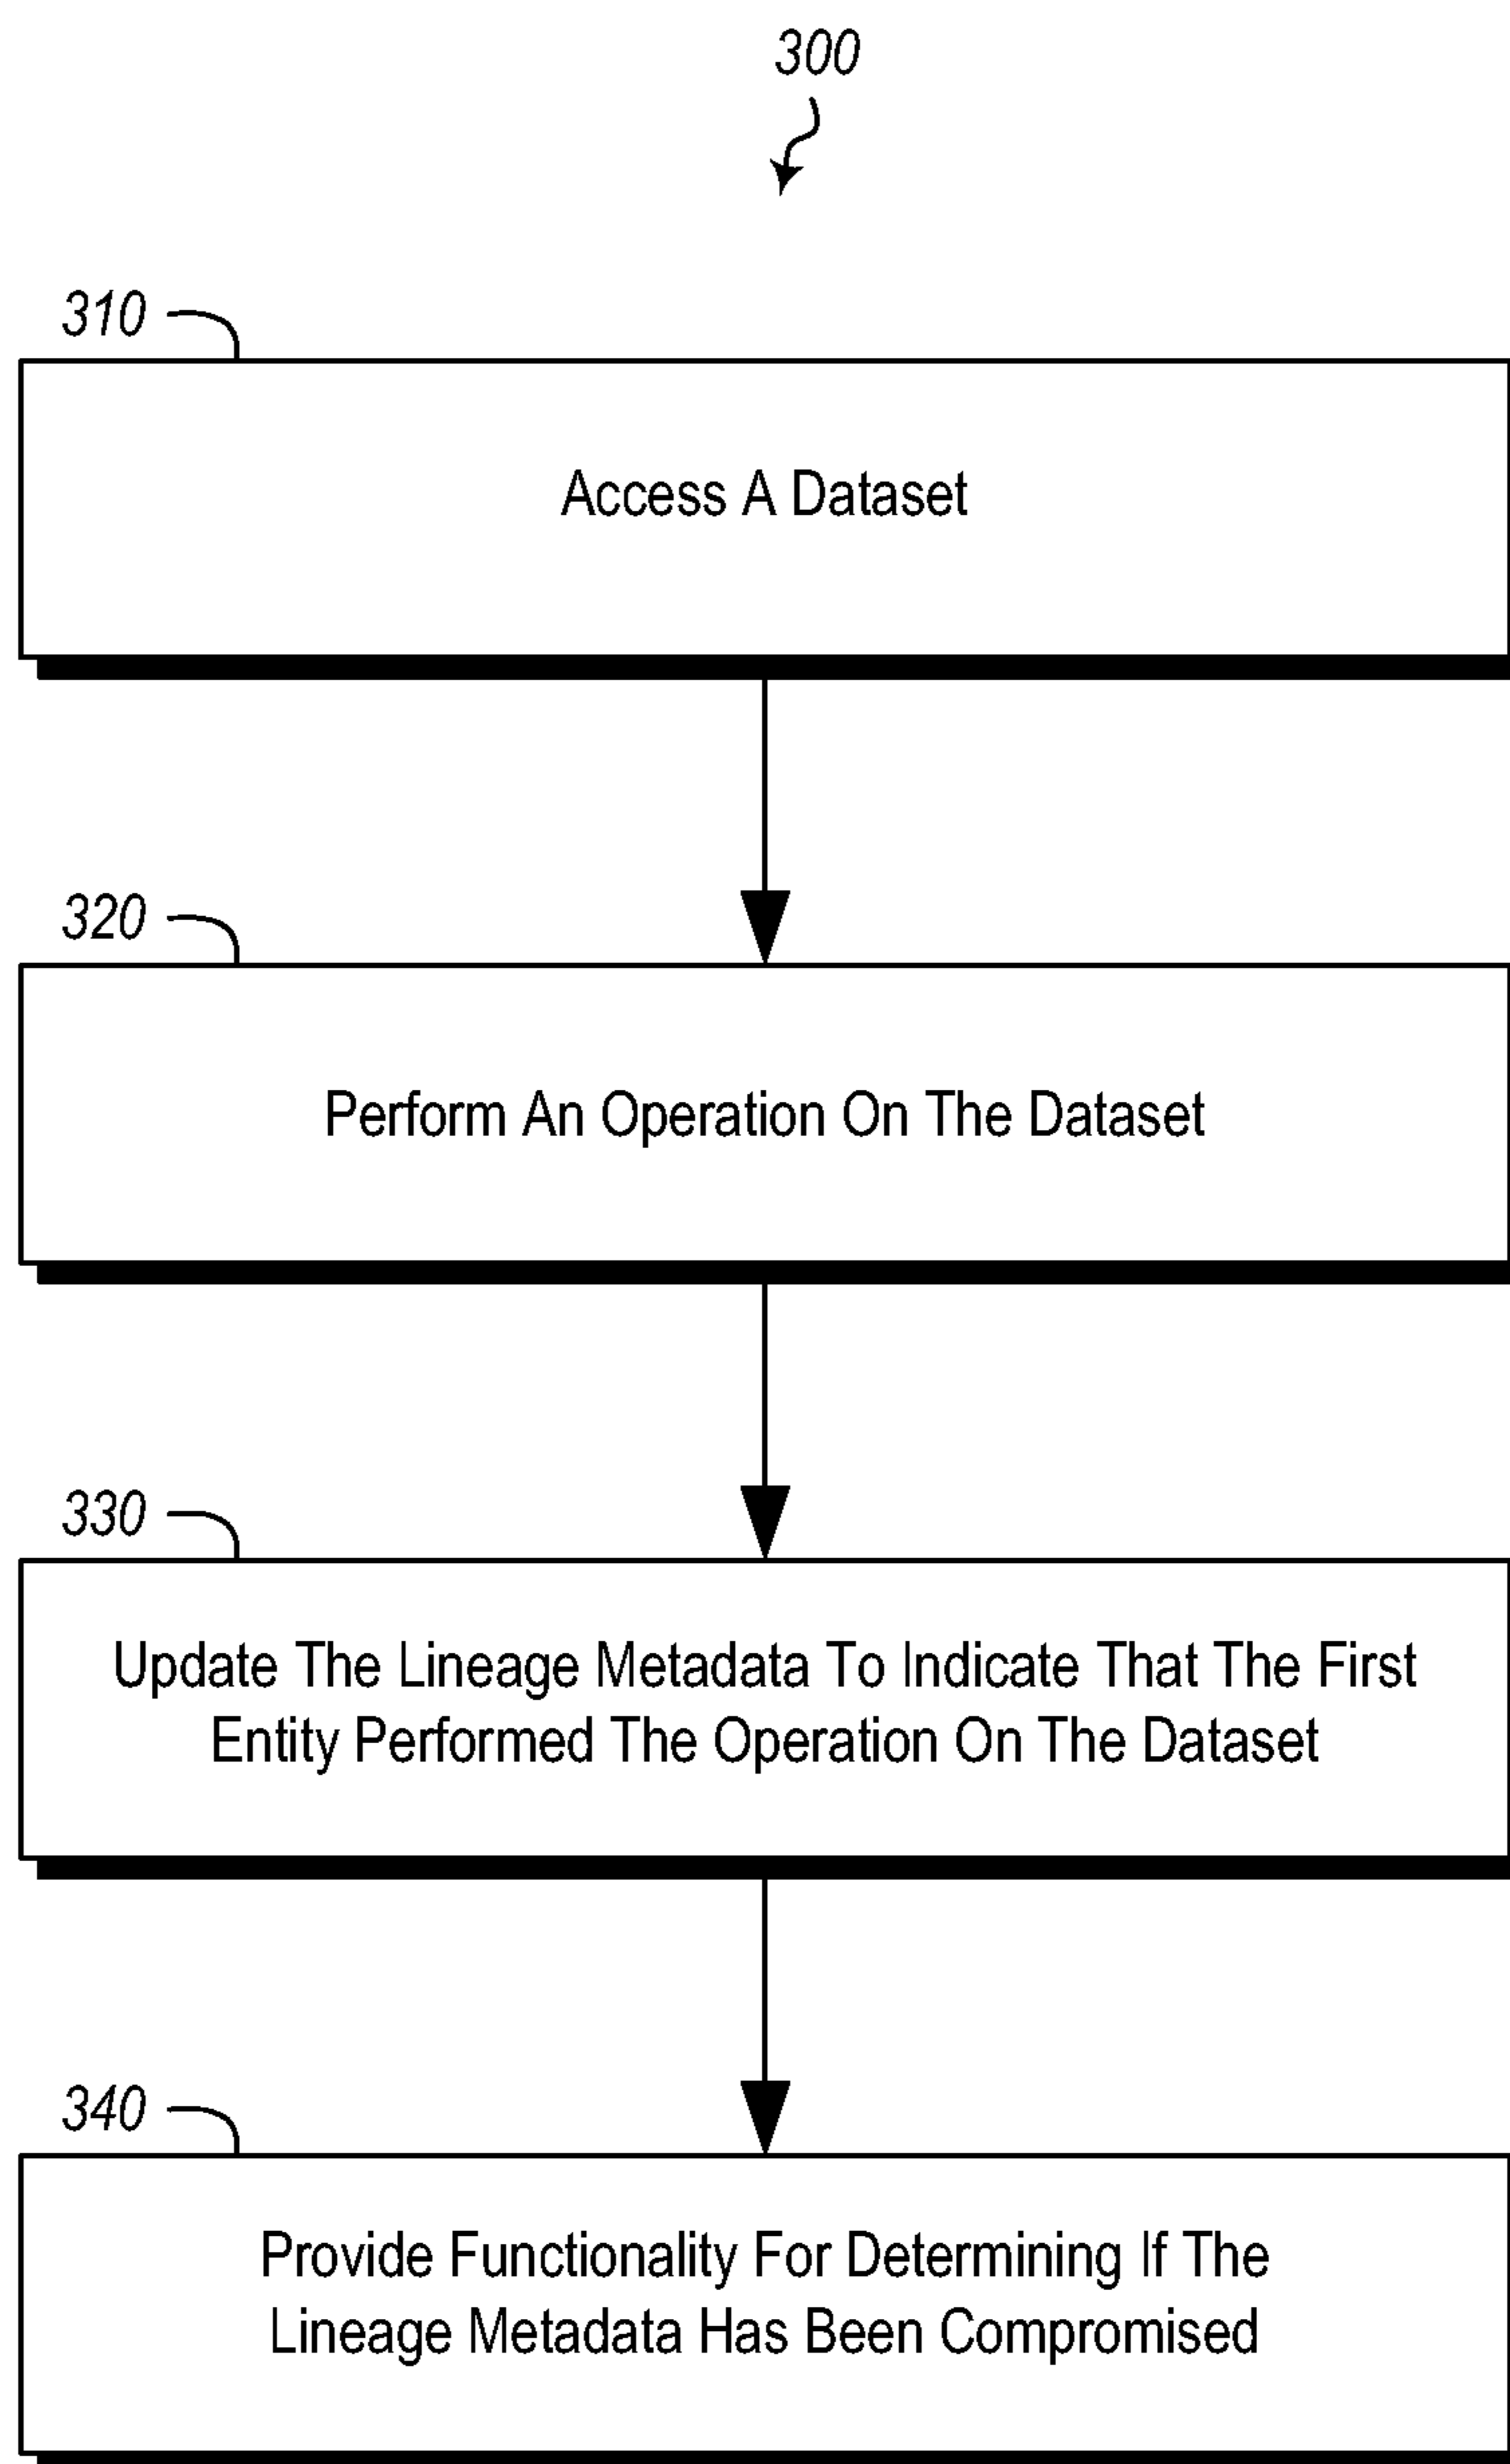 300
310
Access A Dataset
320
Perform An Operation On The Dataset
330
Update The Lineage Metadata To Indicate That The First
Entity Performed The Operation On The Dataset
340
Provide Functionality For Determining If The
Lineage Metadata Has Been Compromised